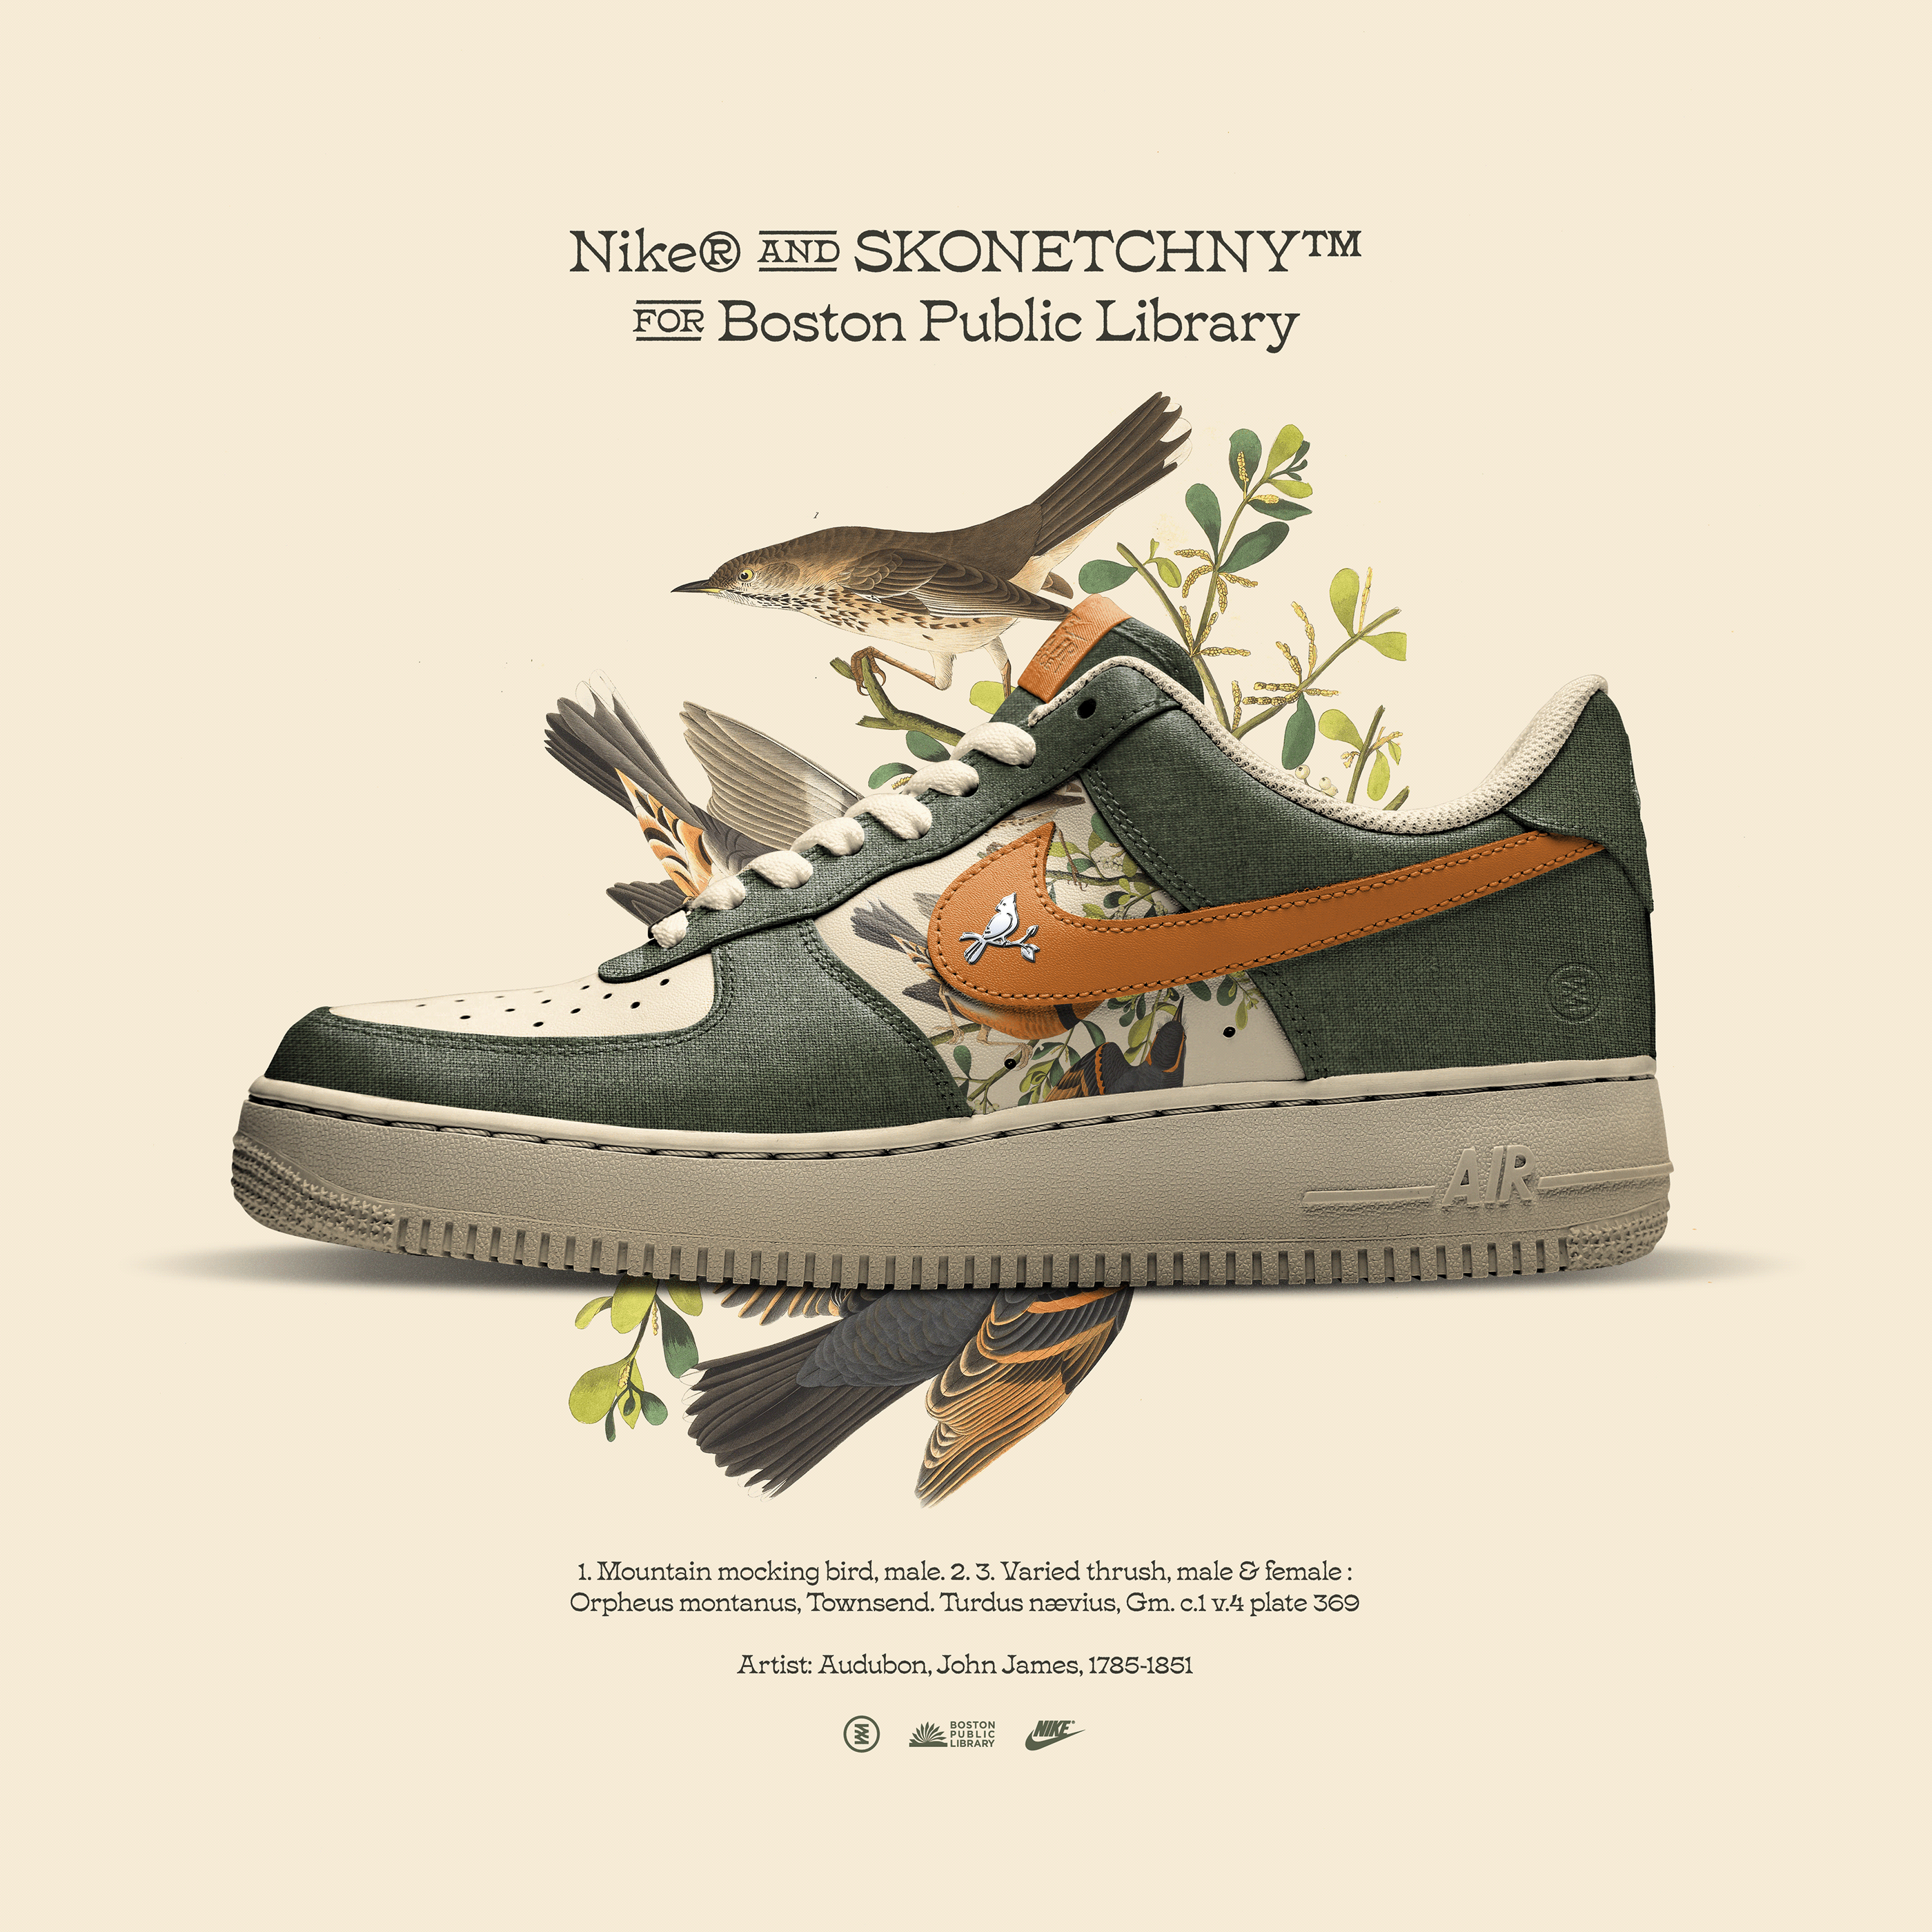 Nike® AND SKONETCHNY™
FOR Boston Public Library
1
AIR
1. Mountain mocking bird, male. 2. 3. Varied thrush, male & female :
Orpheus montanus, Townsend. Turdus nævius, Gm. c.1 v.4 plate 369
Artist: Audubon, John James, 1785-1851
BOSTON
PUBLIC
LIBRARY
NIKE®